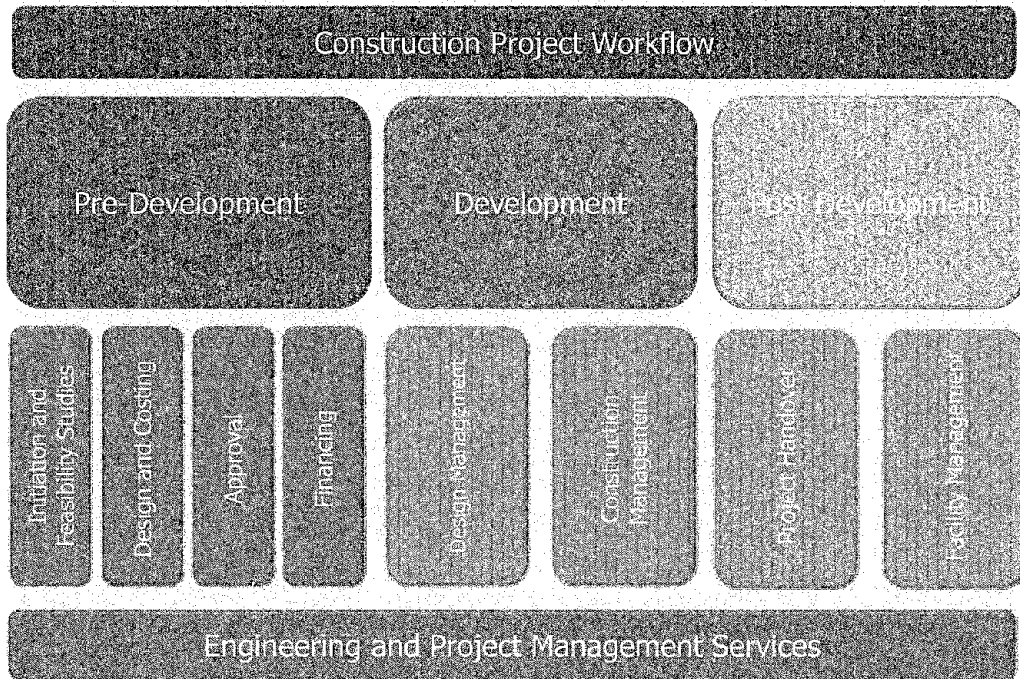 Construction Project Workflow
Pre-Development
Development
Post Development
Initiation and
Feasibility Studies
Design and Costing
Approval
Financing
Design Managment
Construction
Management
Project Handover
Facility Management
Engineering and Project Management Services